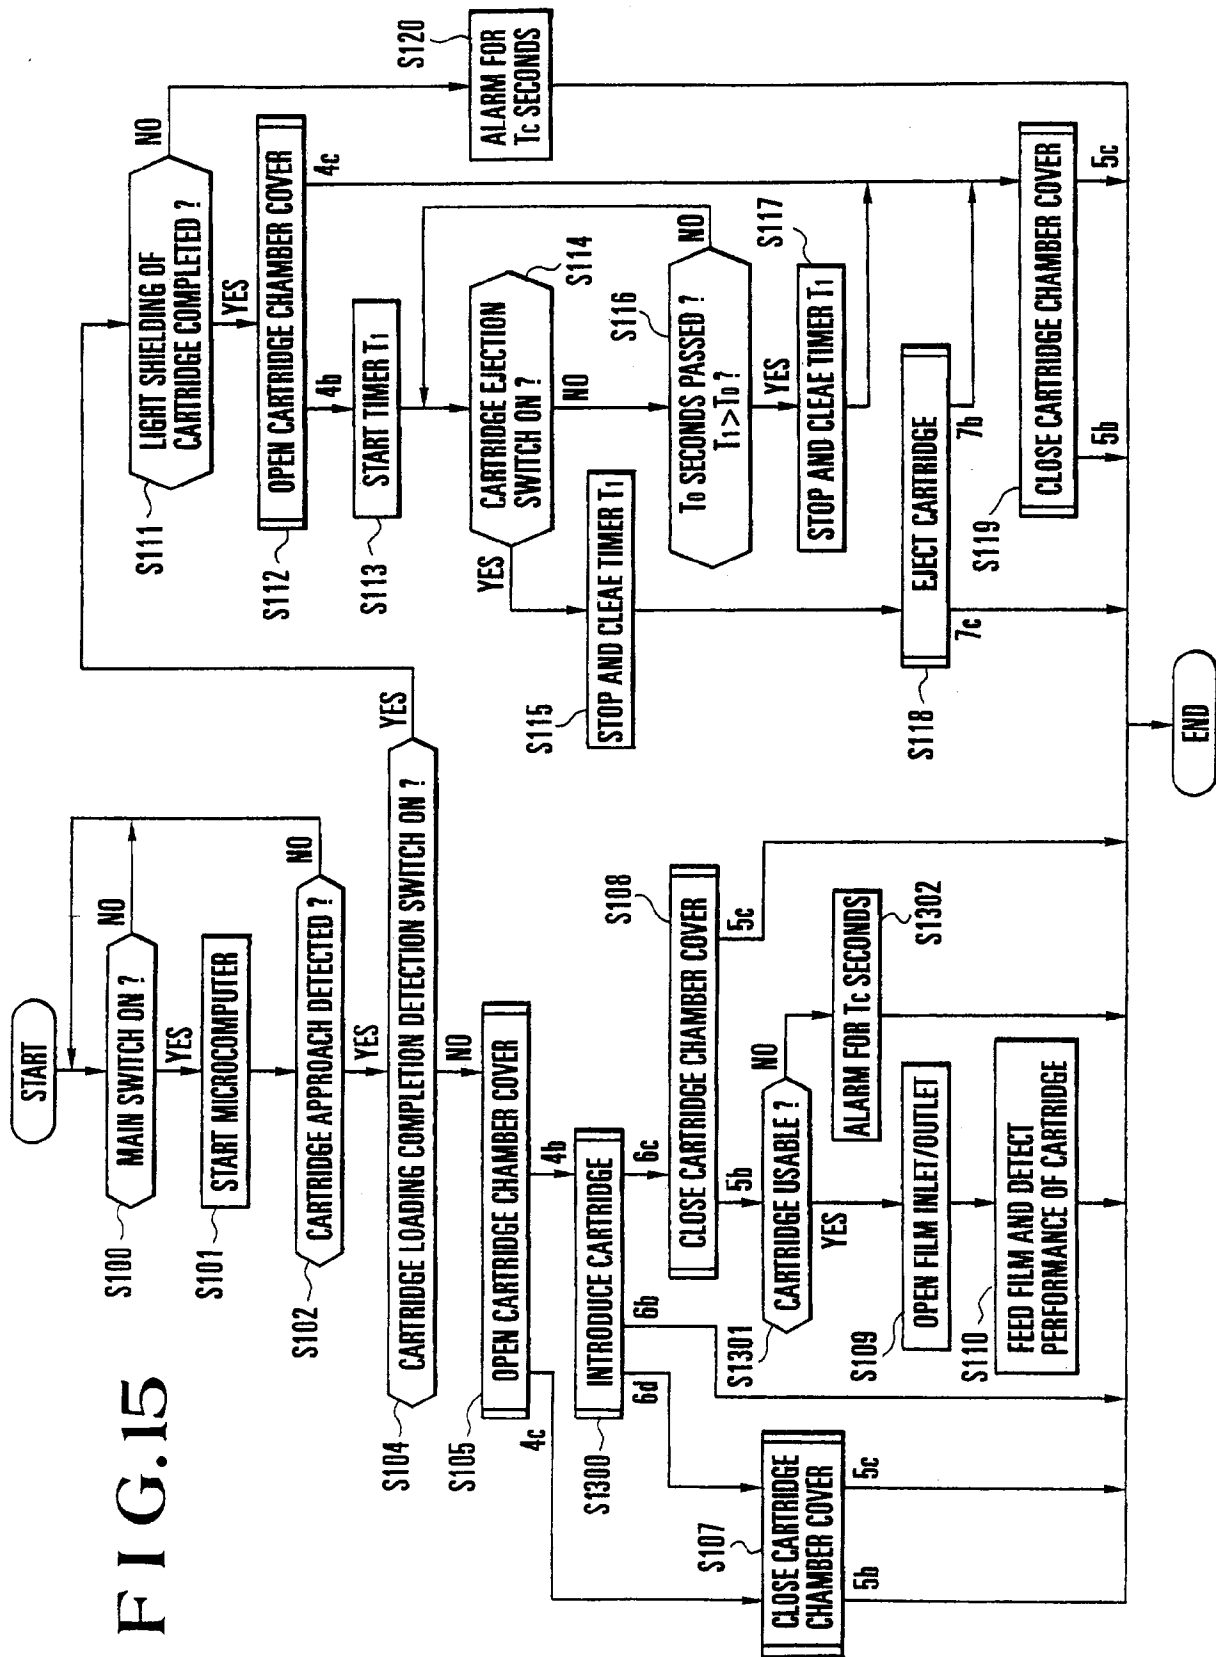 FIG.15
START
S100
MAIN SWITCH ON ?
NO
YES
S101
START MICROCOMPUTER
S102
CARTRIDGE APPROACH DETECTED ?
NO
YES
S104
CARTRIDGE LOADING COMPLETION DETECTION SWITCH ON ?
YES
NO
S105
OPEN CARTRIDGE CHAMBER COVER
4c
4b
S1300
INTRODUCE CARTRIDGE
6d
6b
6c
S107
CLOSE CARTRIDGE
CHAMBER COVER
5b
5c
S108
CLOSE CARTRIDGE CHAMBER COVER
5b
5c
S1301
CARTRIDGE USABLE ?
NO
YES
S1302
ALARM FOR Tc SECONDS
S109
OPEN FILM INLET/OUTLET
S110
FEED FILM AND DETECT
PERFORMANCE OF CARTRIDGE
S111
LIGHT SHIELDING OF
CARTRIDGE COMPLETED ?
NO
YES
S120
ALARM FOR
Tc SECONDS
S112
OPEN CARTRIDGE CHAMBER COVER
4b
4c
S113
START TIMER T1
S114
CARTRIDGE EJECTION
SWITCH ON ?
YES
NO
S115
STOP AND CLEAE TIMER T1
S116
T0 SECONDS PASSED ?
T1>T0 ?
NO
YES
S117
STOP AND CLEAE TIMER T1
S118
EJECT CARTRIDGE
7c
7b
S119
CLOSE CARTRIDGE CHAMBER COVER
5b
5c
END